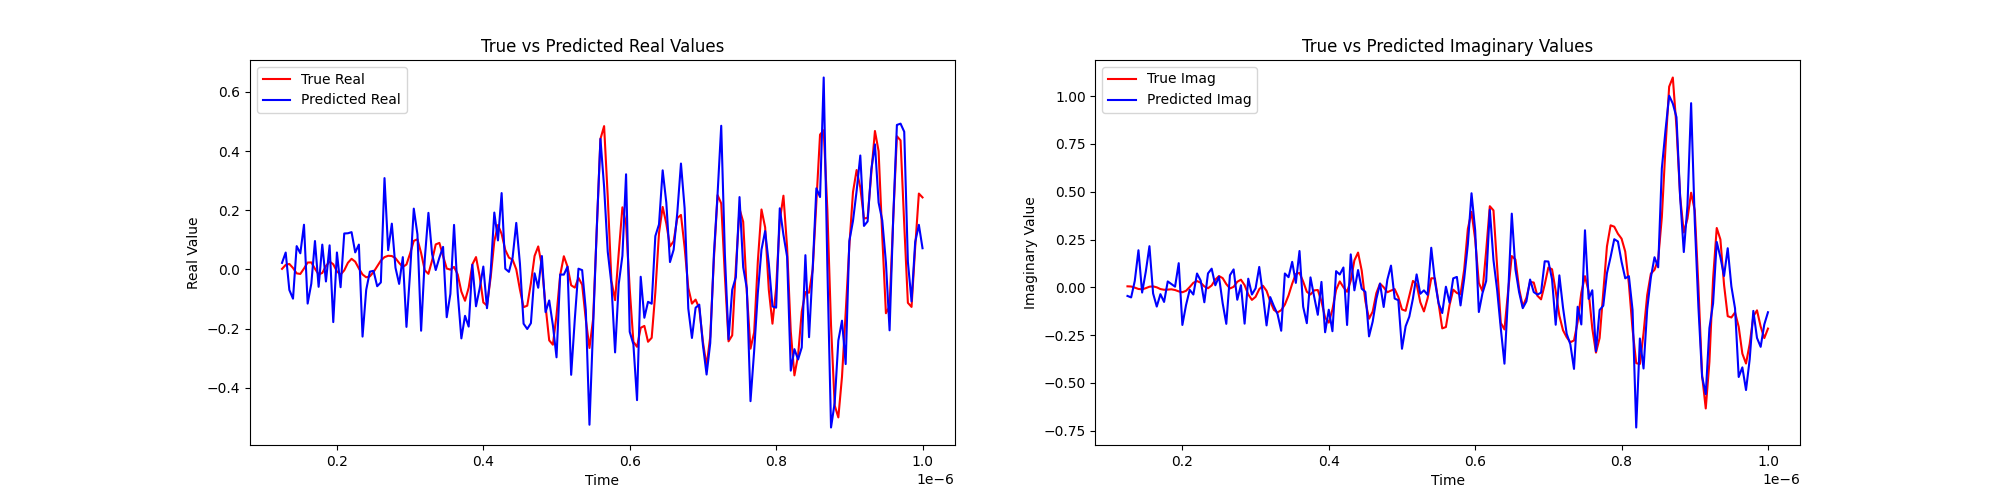 True vs Predicted Real Values
True Real
Predicted Real
Real Value
0.6
0.4
0.2
0.0
−0.2
−0.4
0.2
0.4
0.6
0.8
1.0
1e−6
Time
True vs Predicted Imaginary Values
True Imag
Predicted Imag
Imaginary Value
1.00
0.75
0.50
0.25
0.00
−0.25
−0.50
−0.75
0.2
0.4
0.6
0.8
1.0
1e−6
Time